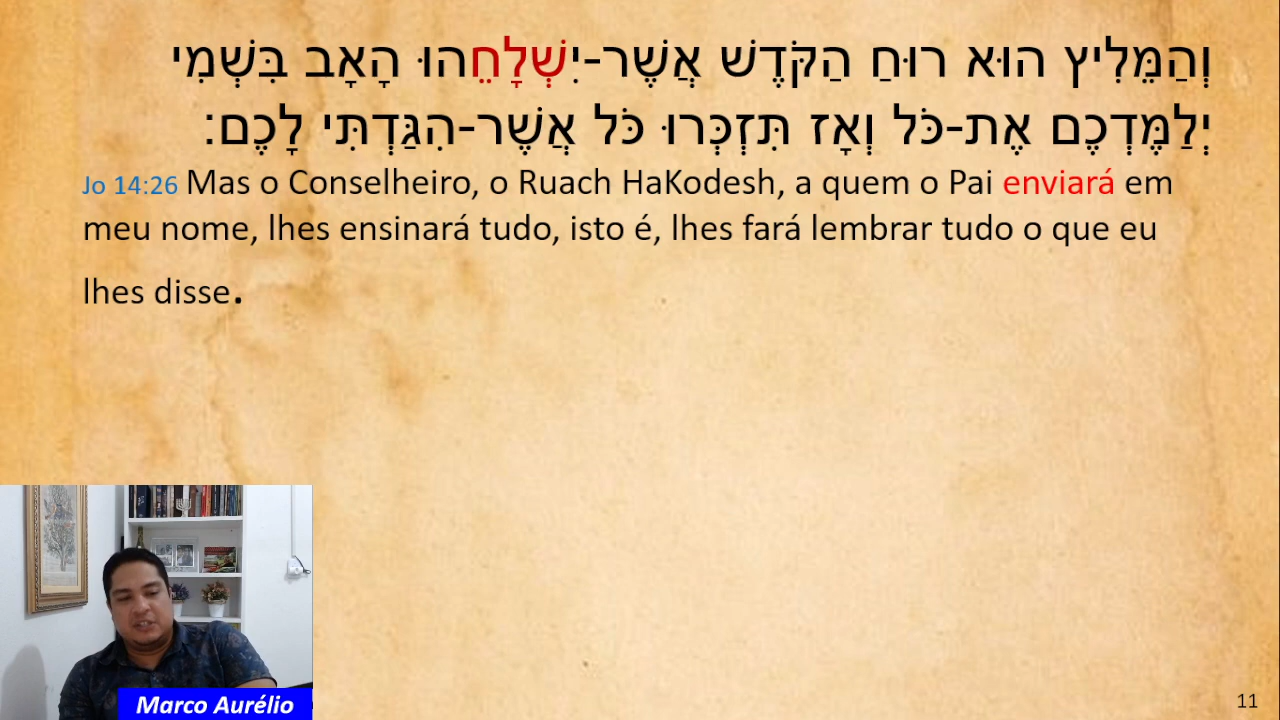 וְהַמֵּלִיץ הוּא רוּחַ הַקֹּדֶשׁ אֲשֶׁר-יִשְׁלָחֵהוּ הָאָב בִּשְׁמִי
יְלַמֶּדְכֶם אֶת-כֹּל וְאָז תִּזְכְּרוּ כֹּל אֲשֶׁר-הִגַּדְתִּי לָכֶם׃
Jo 14:26 Mas o Conselheiro, o Ruach HaKodesh, a quem o Pai enviará em
meu nome, lhes ensinará tudo, isto é, lhes fará lembrar tudo o que eu
lhes disse.
Marco Aurélio
11